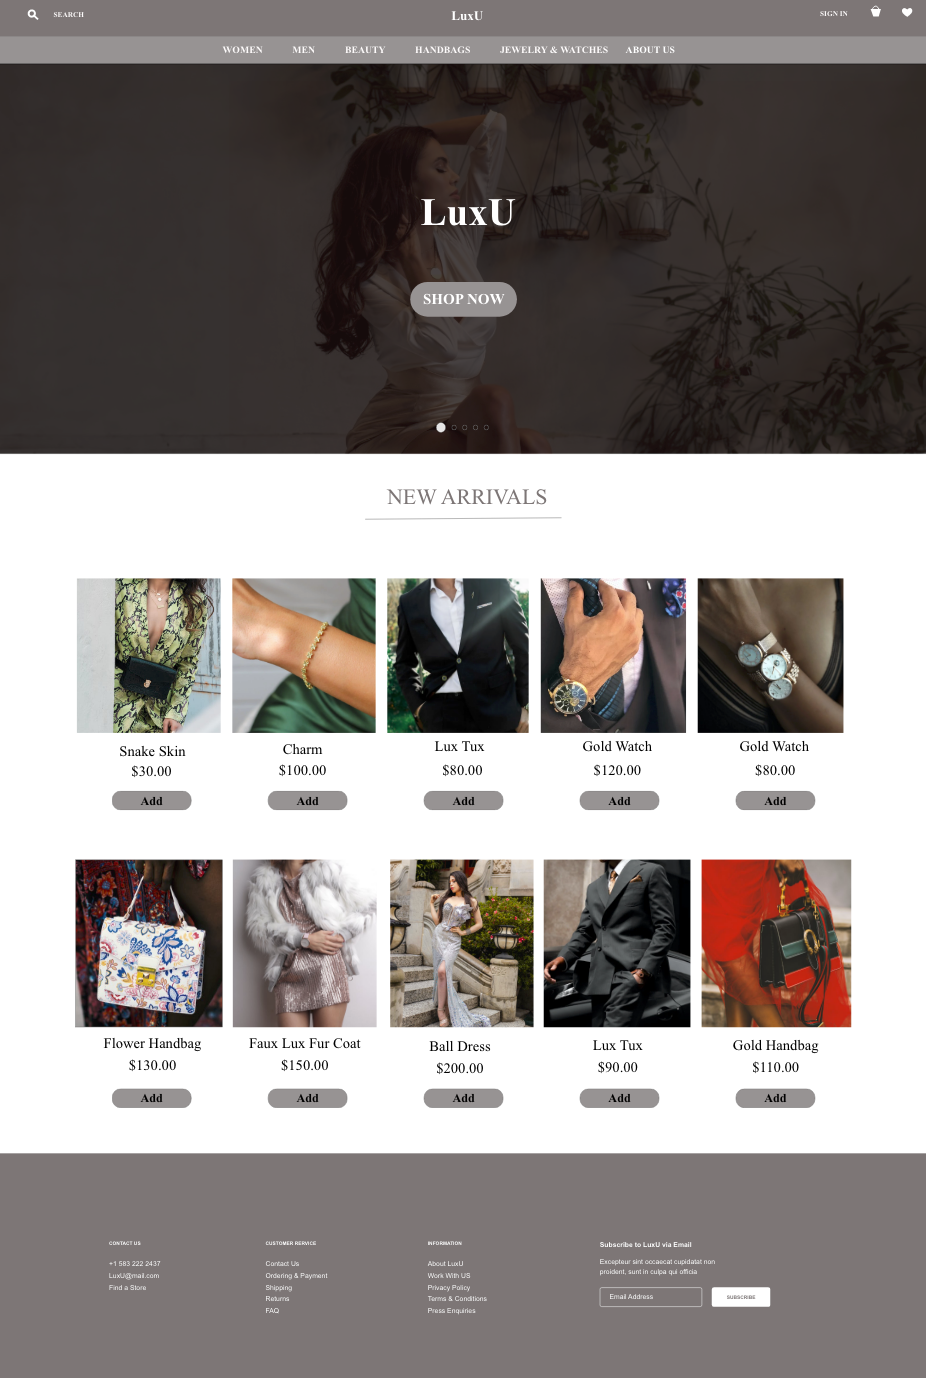 SEARCH
LuxU
SIGN IN
WOMEN MEN BEAUTY HANDBAGS JEWELRY & WATCHES ABOUT US
LuxU
SHOP NOW
NEW ARRIVALS
Snake Skin
$30.00
Add
Charm
$100.00
Add
Lux Tux
$80.00
Add
Gold Watch
$120.00
Add
Gold Watch
$80.00
Add
Flower Handbag
$130.00
Add
Faux Lux Fur Coat
$150.00
Add
Ball Dress
$200.00
Add
Lux Tux
$90.00
Add
Gold Handbag
$110.00
Add
CONTACT US
+1 583 222 2437
LuxU@mail.com
Find a Store
CUSTOMER RERVICE
Contact Us
Ordering & Payment
Shipping
Returns
FAQ
INFORMATION
About LuxU
Work With US
Privacy Policy
Terms & Conditions
Press Enquiries
Subscribe to LuxU via Email
Excepteur sint occaecat cupidatat non
proident, sunt in culpa qui officia
Email Address
SUBSCRIBE